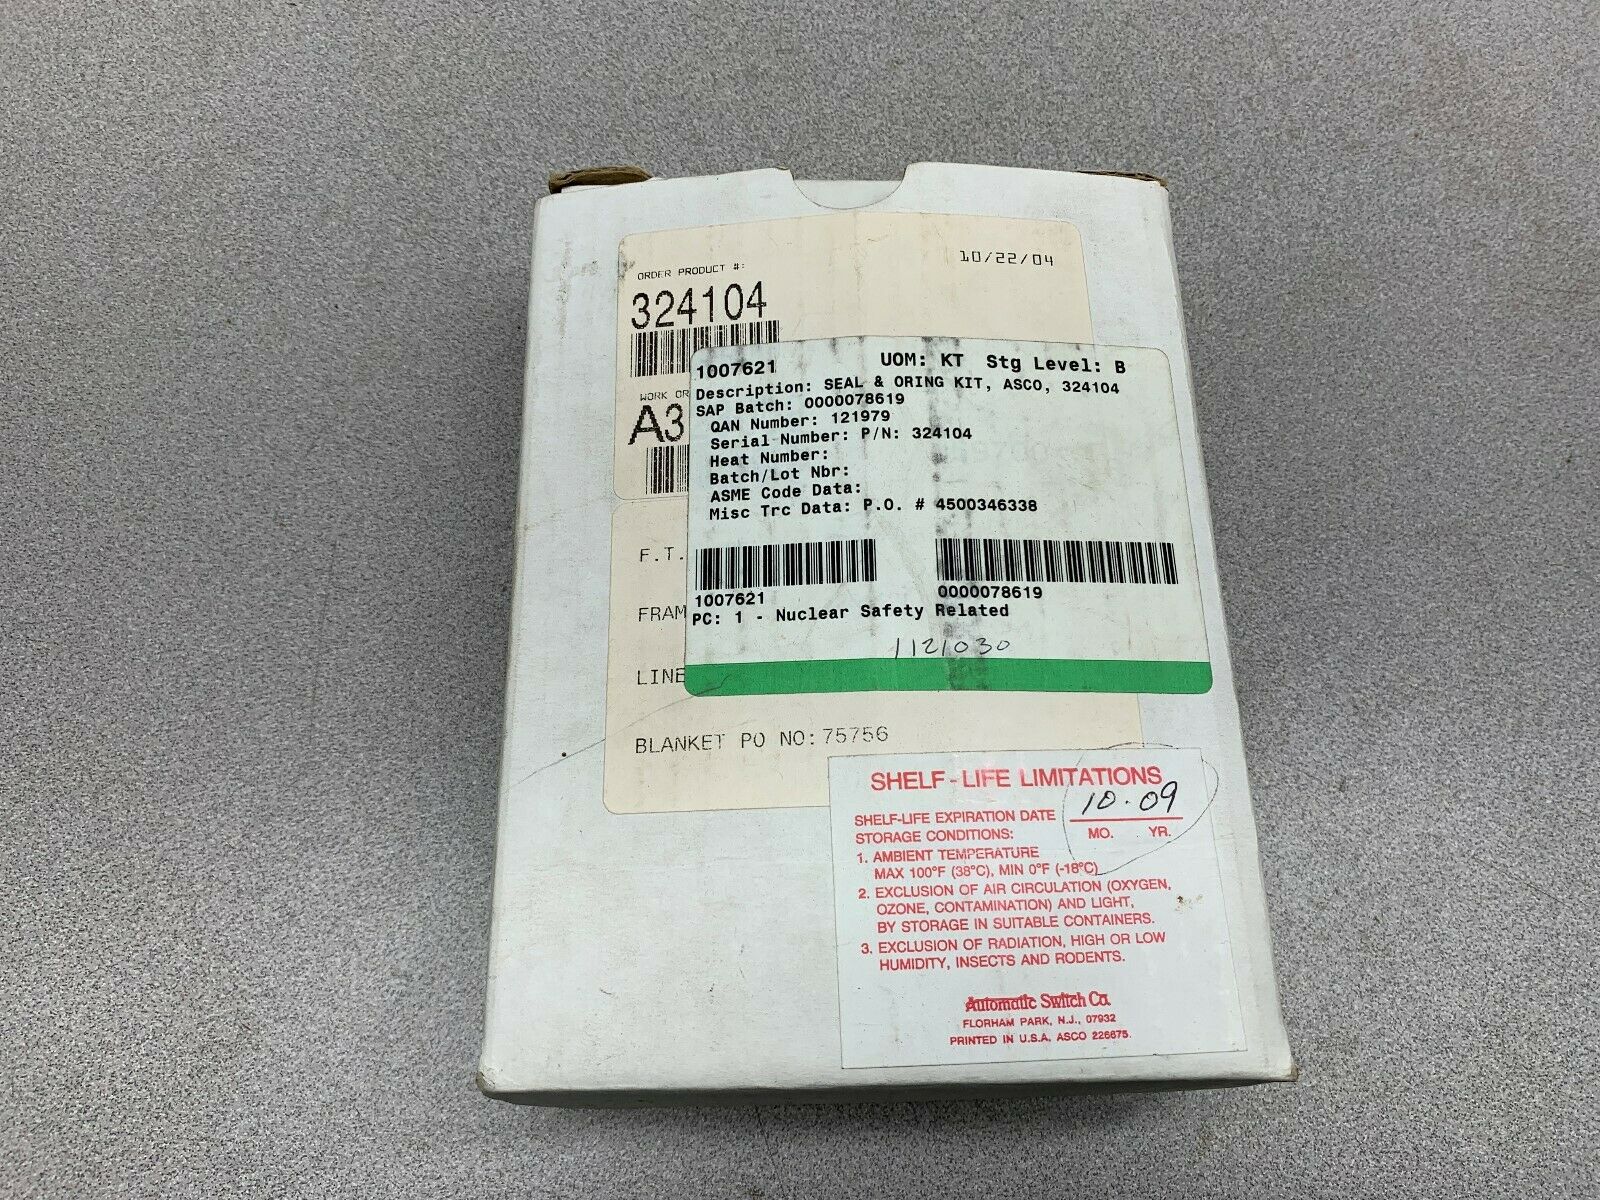 10/22/04
ORDER PRODUCT #:
324104
WORK OR
A3
1007621 UOM: KT Stg Level: B
Description: SEAL & ORING KIT, ASCO, 324104
SAP Batch: 0000078619
QAN Number: 121979
Serial Number: P/N: 324104
Heat Number:
Batch/Lot Nbr:
ASME Code Data:
Misc Trc Data: P.O. # 4500346338
1007621 0000078619
PC: 1 - Nuclear Safety Related
1121030
F.T.
FRAM
LINE
BLANKET PO NO:75756
SHELF-LIFE LIMITATIONS
SHELF-LIFE EXPIRATION DATE 10.09
STORAGE CONDITIONS: MO. YR.
1. AMBIENT TEMPERATURE
MAX 100°F (38°C), MIN 0°F (-18°C)
2. EXCLUSION OF AIR CIRCULATION (OXYGEN,
OZONE, CONTAMINATION) AND LIGHT,
BY STORAGE IN SUITABLE CONTAINERS.
3. EXCLUSION OF RADIATION, HIGH OR LOW
HUMIDITY, INSECTS AND RODENTS.
Automatic Switch Co.
FLORHAM PARK, N.J., 07932
PRINTED IN U.S.A. ASCO 226675.